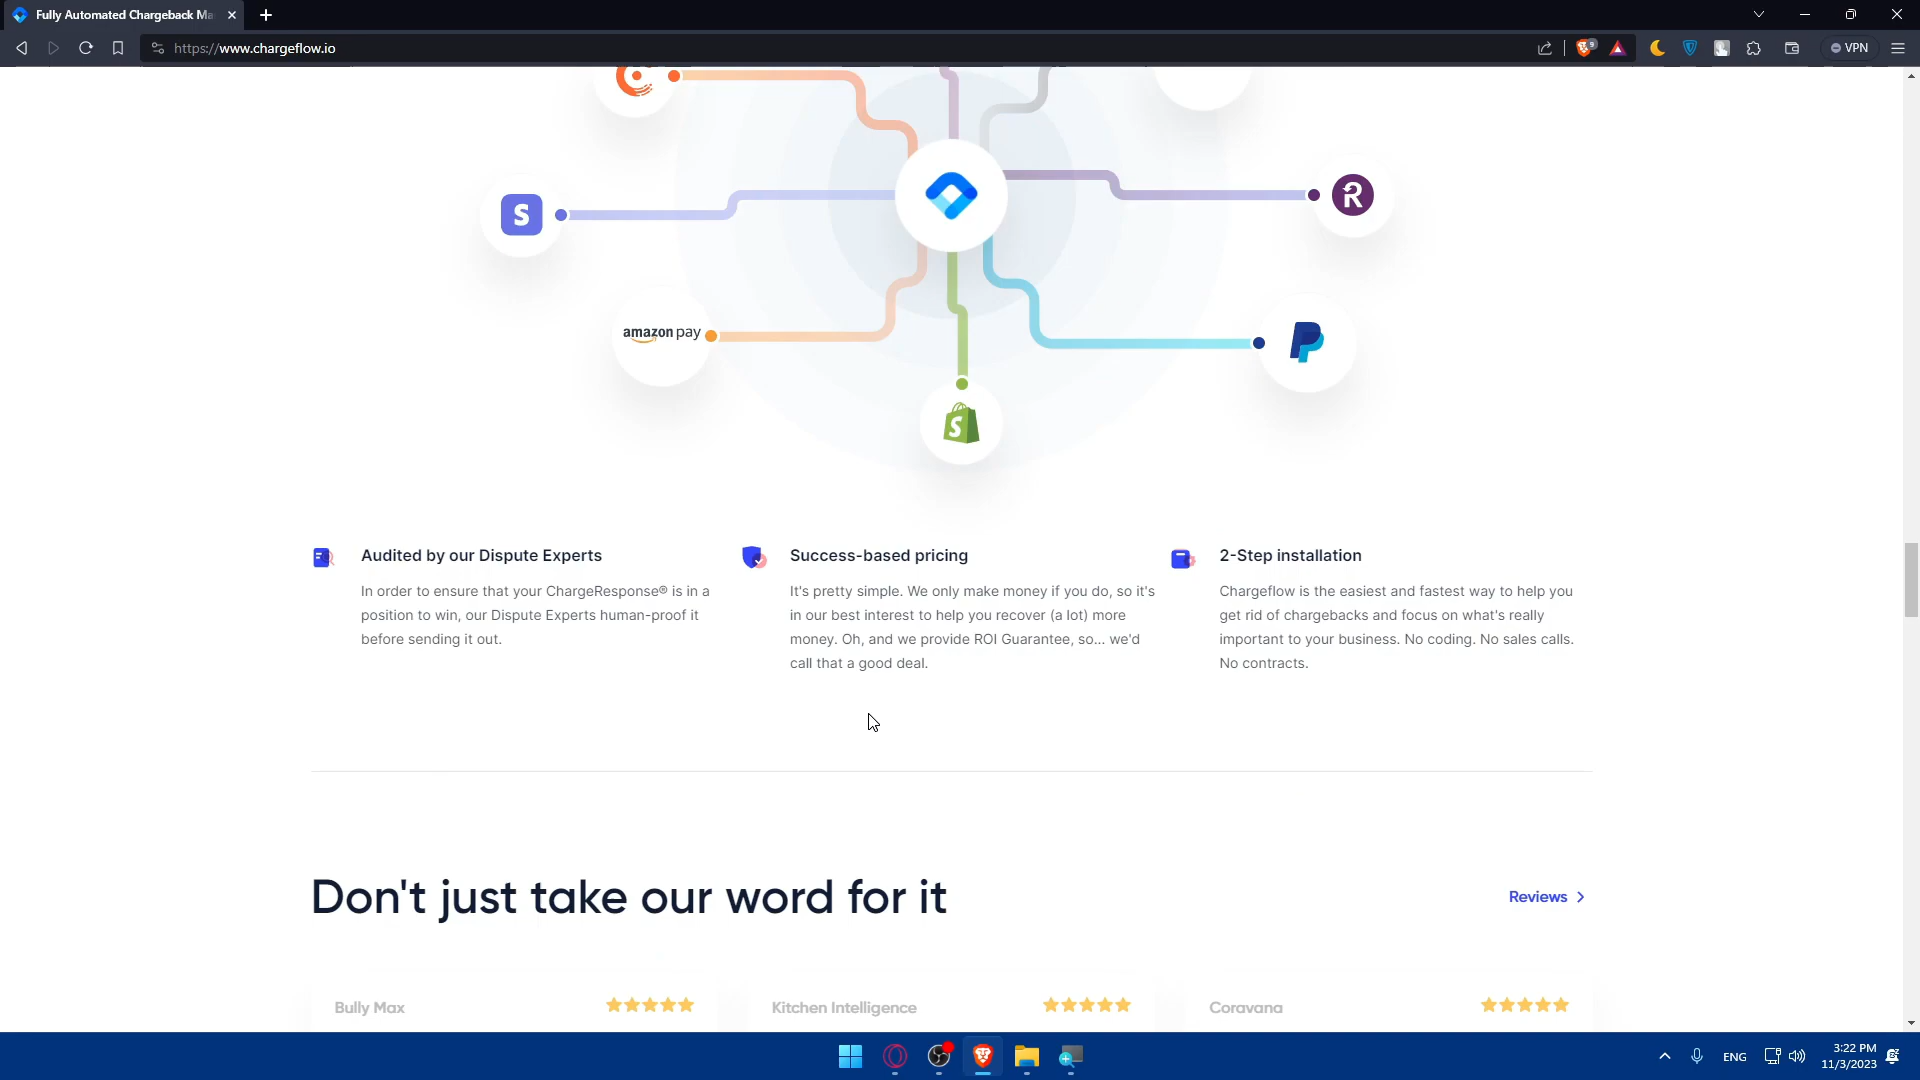 Fully Automated Chargeback Ma
https://www.chargeflow.io
9
VPN
S
R
amazon pay
S
Audited by our Dispute Experts
In order to ensure that your ChargeResponse® is in a
position to win, our Dispute Experts human-proof it
before sending it out.
Success-based pricing
It's pretty simple. We only make money if you do, so it's
in our best interest to help you recover (a lot) more
money. Oh, and we provide ROI Guarantee, so... we'd
call that a good deal.
2-Step installation
Chargeflow is the easiest and fastest way to help you
get rid of chargebacks and focus on what's really
important to your business. No coding. No sales calls.
No contracts.
Don't just take our word for it
Reviews
Bully Max
Kitchen Intelligence
Coravana
ENG
3:22 PM
11/3/2023